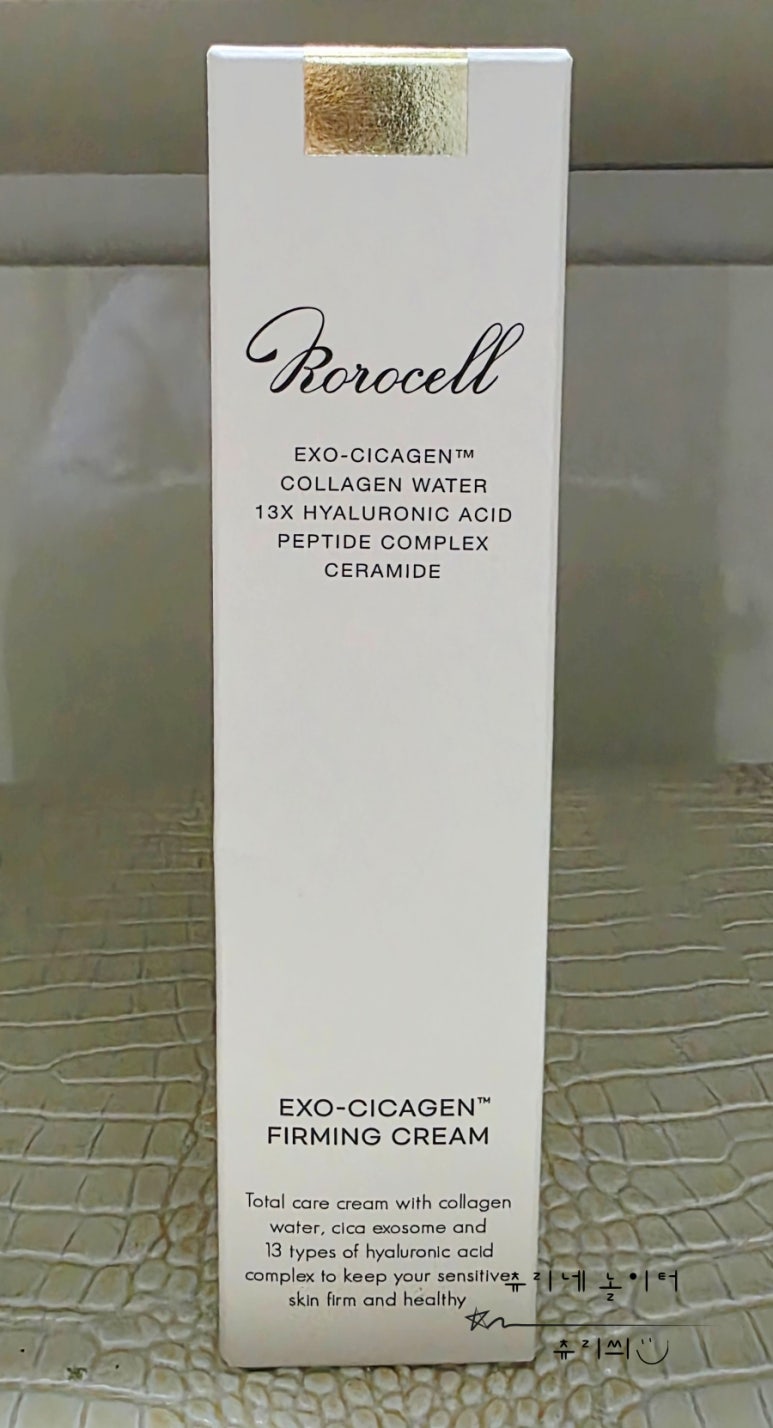 Rorocell
EXO-CICAGEN™
COLLAGEN WATER
13X HYALURONIC ACID
PEPTIDE COMPLEX
CERAMIDE
EXO-CICAGEN™
FIRMING CREAM
Total care cream with collagen
water, cica exosome and
13 types of hyaluronic acid
complex to keep your sensitive
skin firm and healthy
츄리네 놀이터
츄리쓰